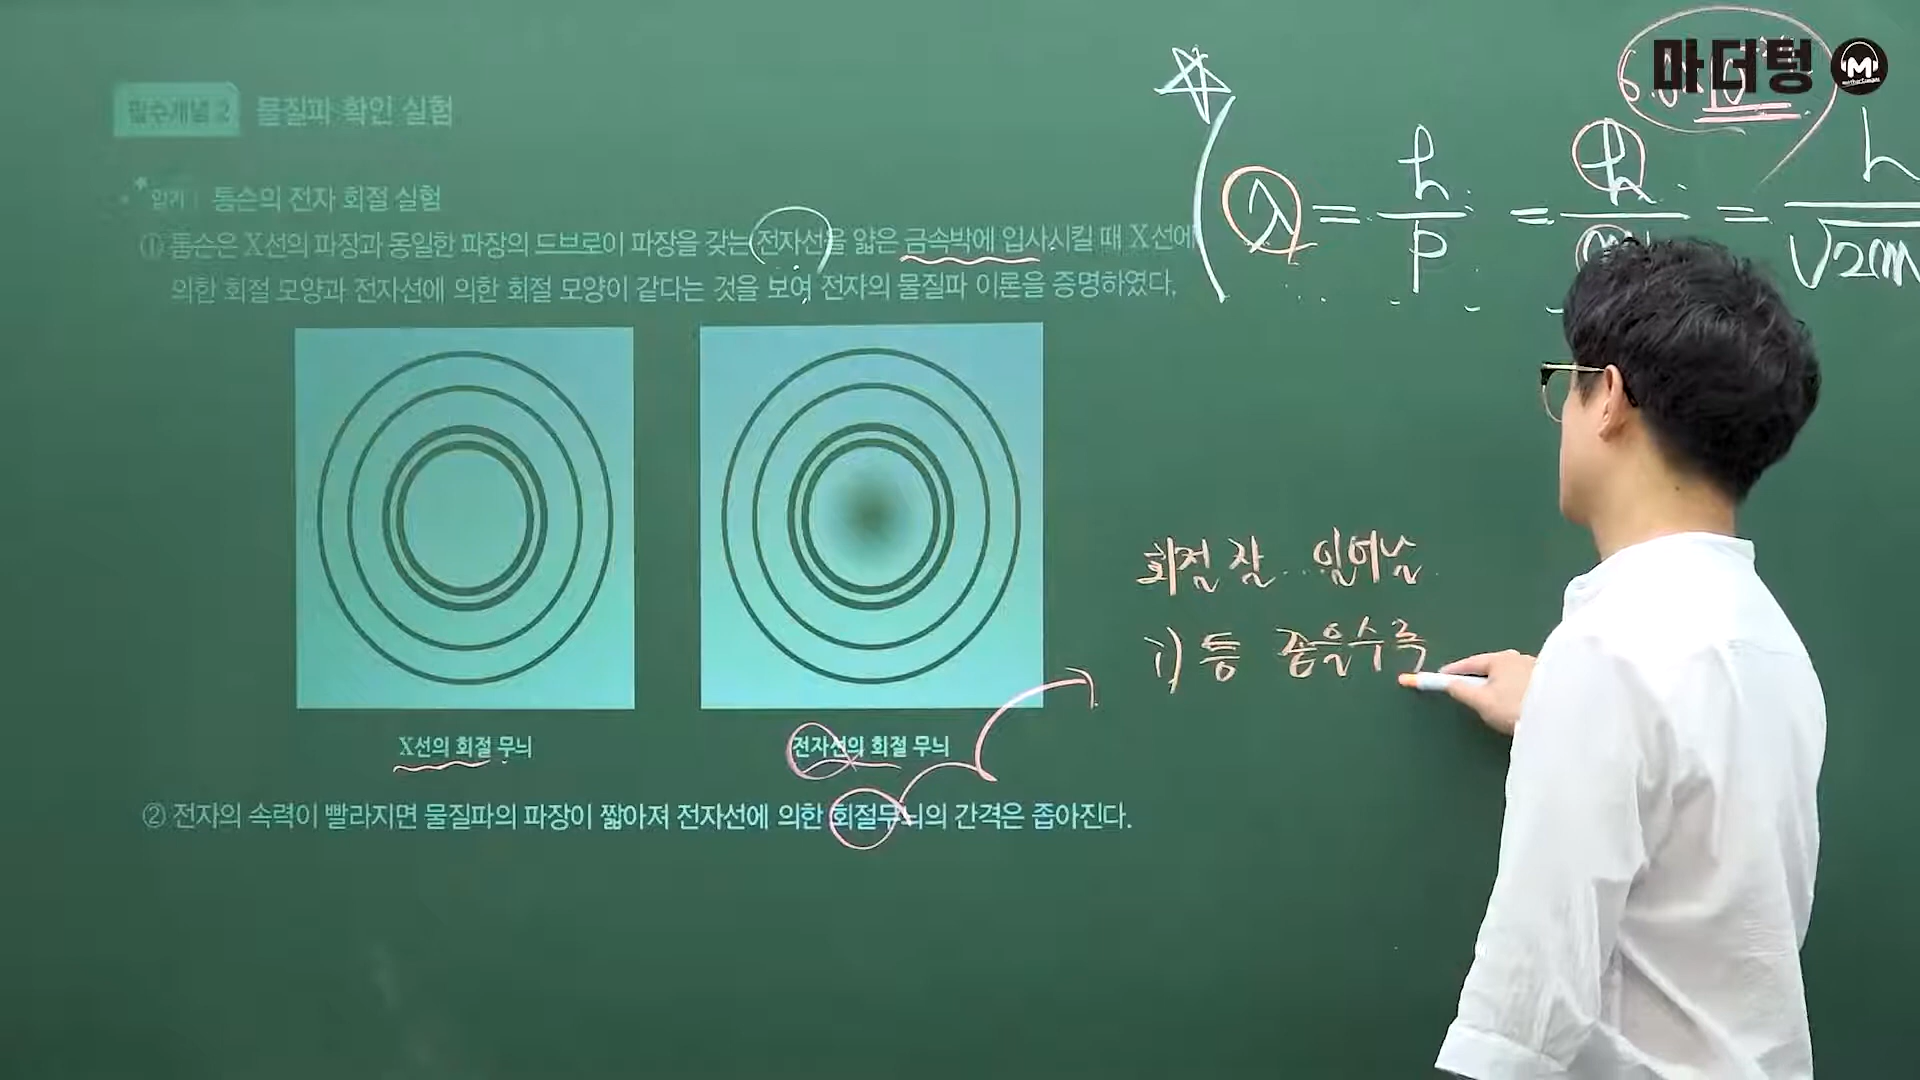 마더텅 M
필수개념 2 물질파 확인 실험
암기 톰슨의 전자 회절 실험
① 톰슨은 X선의 파장과 동일한 파장의 드브로이 파장을 갖는 전자선을 얇은 금속박에 입사시킬 때 X선에
의한 회절 모양과 전자선에 의한 회절 모양이 같다는 것을 보여 전자의 물질파 이론을 증명하였다.
λ = h/p = h/ = h/√2m
X선의 회절 무늬
전자선의 회절 무늬
② 전자의 속력이 빨라지면 물질파의 파장이 짧아져 전자선에 의한 회절무늬의 간격은 좁아진다.
회절 잘 일어남
i) 틈 좁을수록